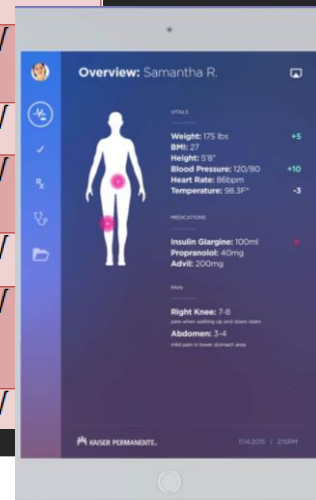 Overview: Samantha R.
VITALS
Weight: 175 lbs +5
BMI: 27
Height: 5'8"
Blood Pressure: 120/80 +10
Heart Rate: 86bpm
Temperature: 98.3F° -3
MEDICATIONS
Insulin Glargine: 100ml !!
Propranolol: 40mg
Advil: 200mg
PAIN
Right Knee: 7-8
pain when walking up and down stairs
Abdomen: 3-4
mild pain in lower stomach area
KAISER PERMANENTE. 11.14.2015 | 2:15PM